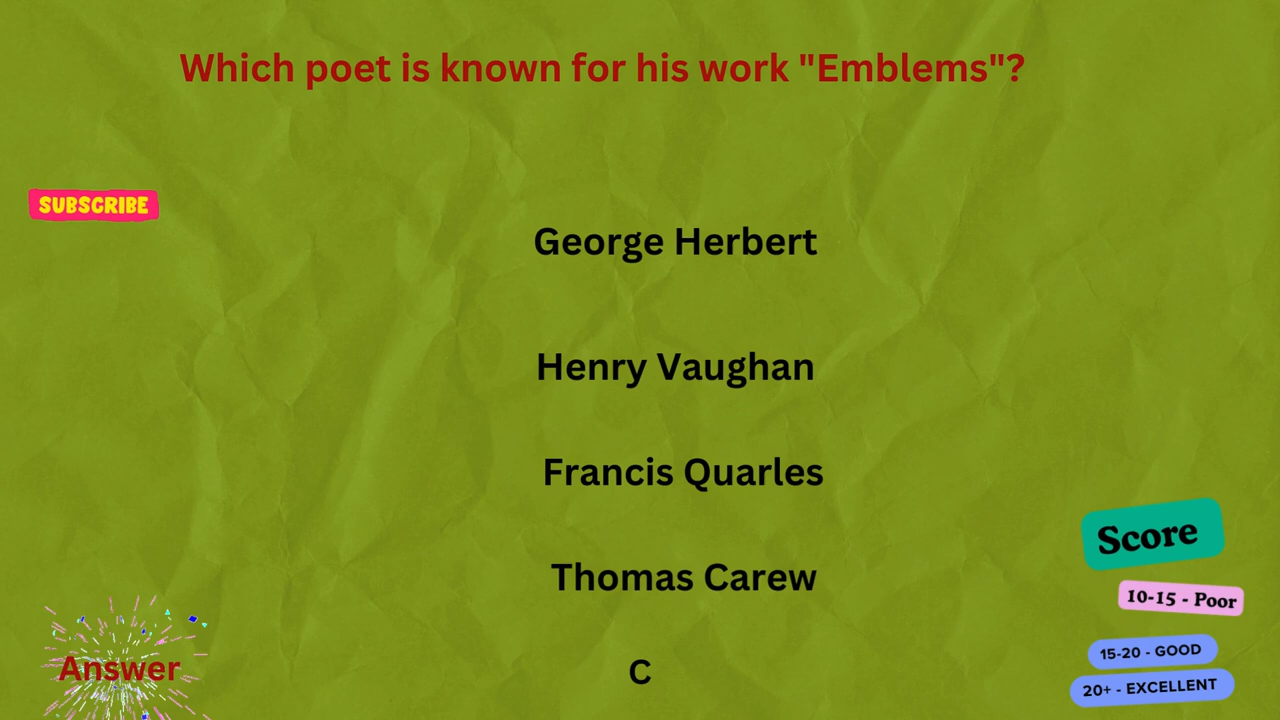 Which poet is known for his work "Emblems"?
SUBSCRIBE
George Herbert
Henry Vaughan
Francis Quarles
Thomas Carew
Score
10-15 - Poor
15-20 - GOOD
20+ - EXCELLENT
Answer
C